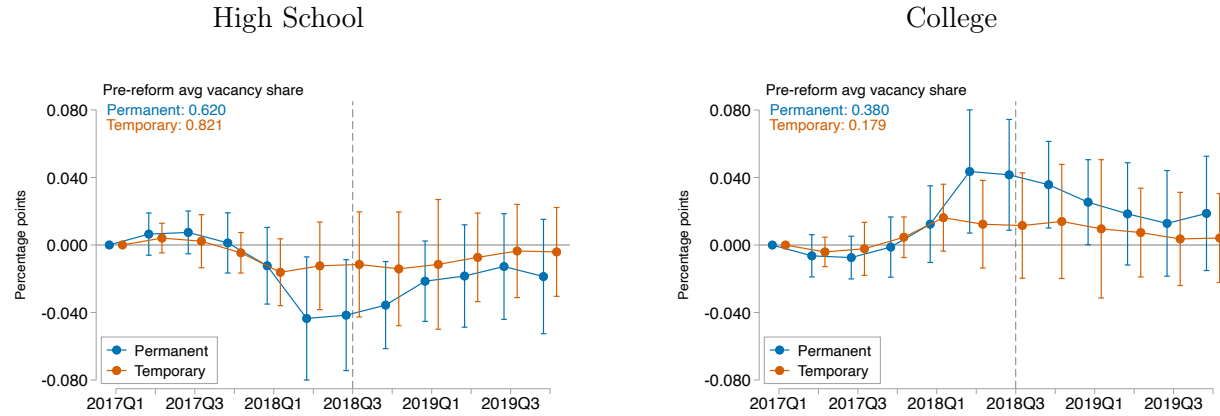 High School
Pre-reform avg vacancy share
Permanent: 0.620
Temporary: 0.821
Percentage points
0.080
0.040
0.000
-0.040
-0.080
Permanent
Temporary
2017Q1 2017Q3 2018Q1 2018Q3 2019Q1 2019Q3
College
Pre-reform avg vacancy share
Permanent: 0.380
Temporary: 0.179
Percentage points
0.080
0.040
0.000
-0.040
-0.080
Permanent
Temporary
2017Q1 2017Q3 2018Q1 2018Q3 2019Q1 2019Q3